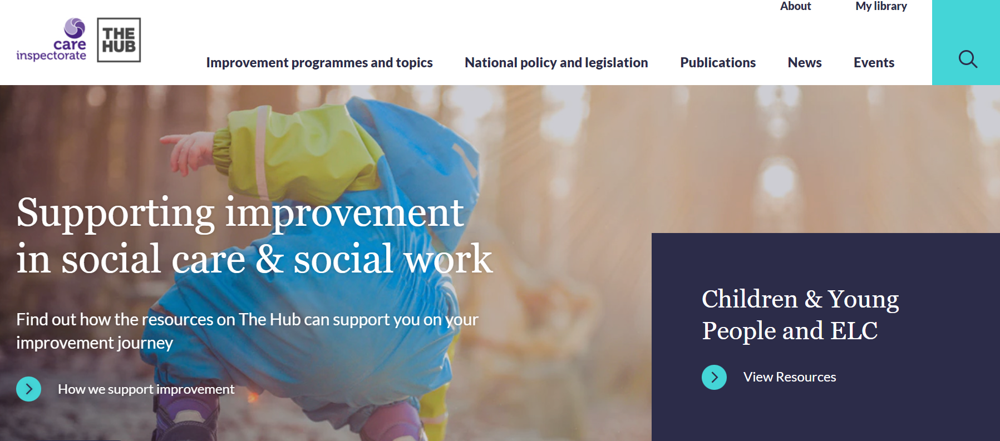 About
My library
care
inspectorate
THE
HUB
Improvement programmes and topics
National policy and legislation
Publications
News
Events
Supporting improvement
in social care & social work
Find out how the resources on The Hub can support you on your
improvement journey
How we support improvement
Children & Young
People and ELC
View Resources